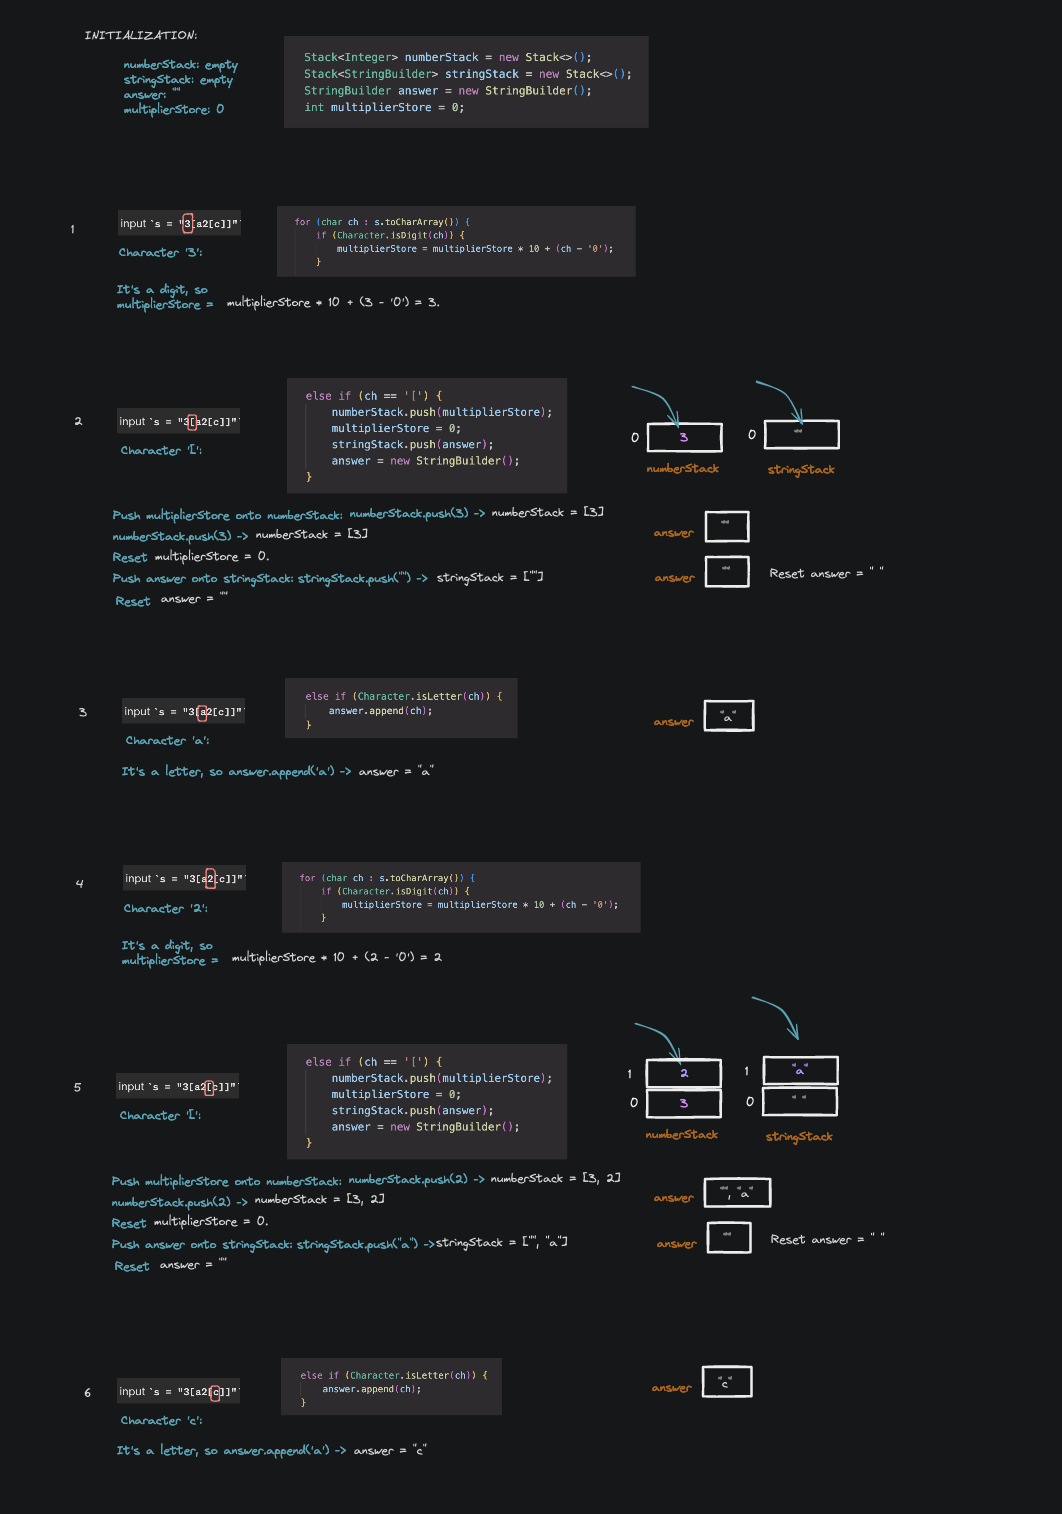 INITIALIZATION:
numberStack: empty
stringStack: empty
answer: ""
multiplierStore: 0
Stack<Integer> numberStack = new Stack<>();
Stack<StringBuilder> stringStack = new Stack<>();
StringBuilder answer = new StringBuilder();
int multiplierStore = 0;
1
input `s = "3[a2[c]]"`
Character '3':
for (char ch : s.toCharArray()) {
if (Character.isDigit(ch)) {
multiplierStore = multiplierStore * 10 + (ch - '0');
}
It's a digit, so
multiplierStore = multiplierStore * 10 + (3 - '0') = 3.
2
input `s = "3[a2[c]]"`
Character '[':
else if (ch == '[') {
numberStack.push(multiplierStore);
multiplierStore = 0;
stringStack.push(answer);
answer = new StringBuilder();
}
0 3
numberStack
0 ""
stringStack
Push multiplierStore onto numberStack: numberStack.push(3) -> numberStack = [3]
numberStack.push(3) -> numberStack = [3]
Reset multiplierStore = 0.
Push answer onto stringStack: stringStack.push("") -> stringStack = [""]
Reset answer = ""
answer ""
answer "" Reset answer = " "
3
input `s = "3[a2[c]]"`
Character 'a':
else if (Character.isLetter(ch)) {
answer.append(ch);
}
answer "a"
It's a letter, so answer.append('a') -> answer = "a"
4
input `s = "3[a2[c]]"`
Character '2':
for (char ch : s.toCharArray()) {
if (Character.isDigit(ch)) {
multiplierStore = multiplierStore * 10 + (ch - '0');
}
It's a digit, so
multiplierStore = multiplierStore * 10 + (2 - '0') = 2
5
input `s = "3[a2[c]]"`
Character '[':
else if (ch == '[') {
numberStack.push(multiplierStore);
multiplierStore = 0;
stringStack.push(answer);
answer = new StringBuilder();
}
1 2
0 3
numberStack
1 "a"
0 " "
stringStack
Push multiplierStore onto numberStack: numberStack.push(2) -> numberStack = [3, 2]
numberStack.push(2) -> numberStack = [3, 2]
Reset multiplierStore = 0.
Push answer onto stringStack: stringStack.push("a") -> stringStack = ["", "a"]
Reset answer = ""
answer "", "a"
answer "" Reset answer = " "
6
input `s = "3[a2[c]]"`
Character 'c':
else if (Character.isLetter(ch)) {
answer.append(ch);
}
answer "c"
It's a letter, so answer.append('a') -> answer = "c"